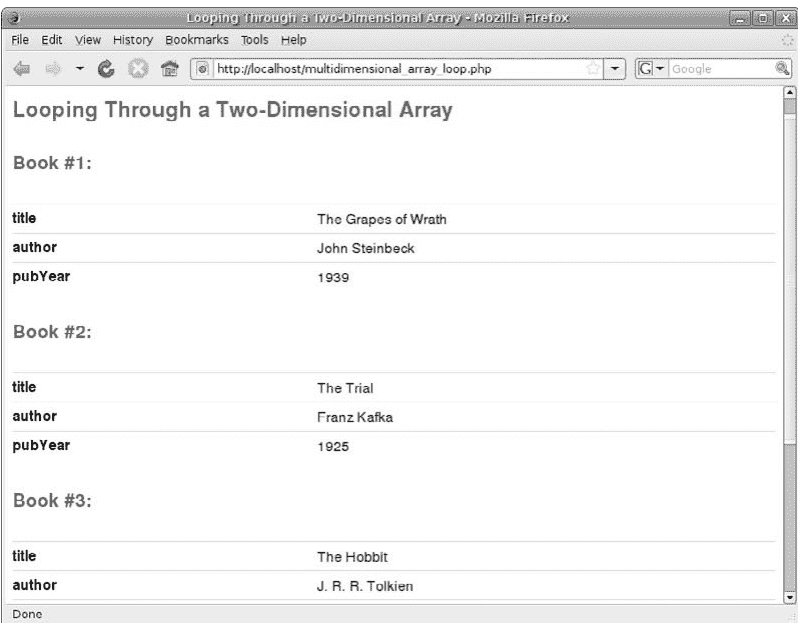 Looping Through a Two-Dimensional Array - Mozilla Firefox
File Edit View History Bookmarks Tools Help
http://localhost/multidimensional_array_loop.php G Google
Looping Through a Two-Dimensional Array
Book #1:
title The Grapes of Wrath
author John Steinbeck
pubYear 1939
Book #2:
title The Trial
author Franz Kafka
pubYear 1925
Book #3:
title The Hobbit
author J. R. R. Tolkien
Done